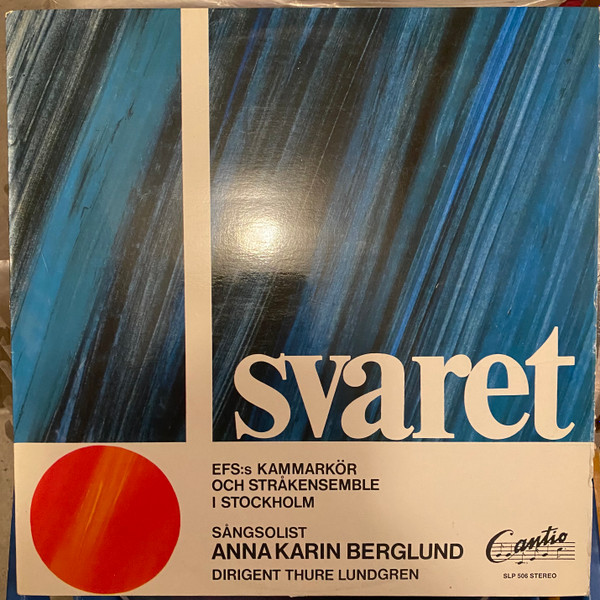 svaret
EFS:s KAMMARKÖR
OCH STRÅKENSEMBLE
I STOCKHOLM
SÅNGSOLIST
ANNA KARIN BERGLUND
DIRIGENT THURE LUNDGREN
Cantio
SLP 506 STEREO